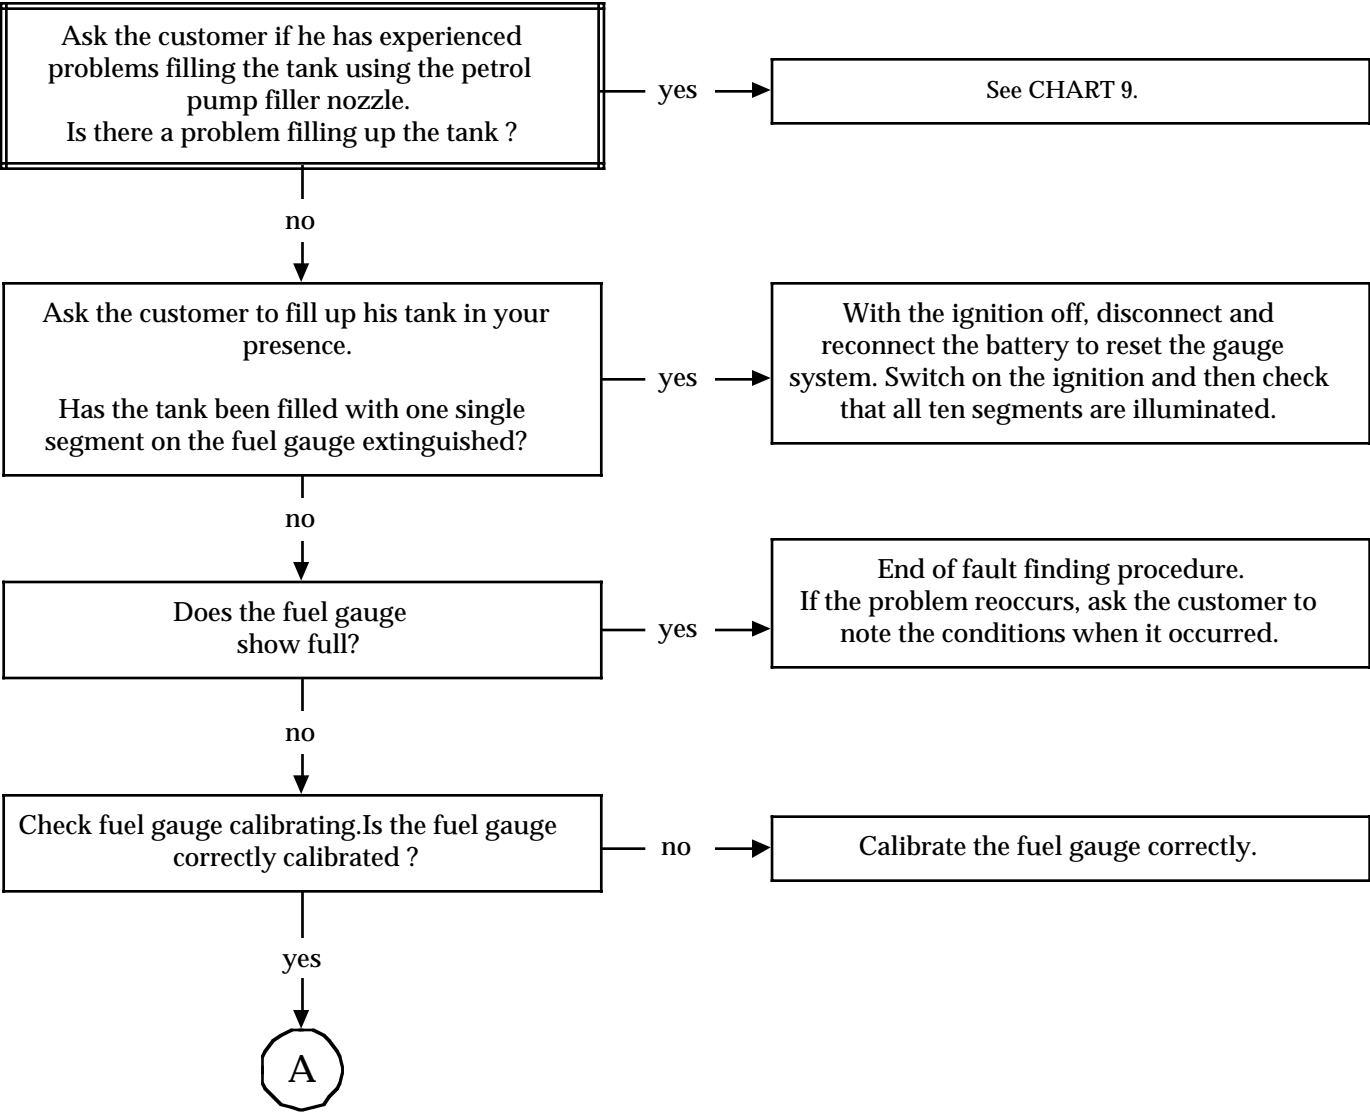 Ask the customer if he has experienced
problems filling the tank using the petrol
pump filler nozzle.
Is there a problem filling up the tank ?
yes
See CHART 9.
no
Ask the customer to fill up his tank in your
presence.
Has the tank been filled with one single
segment on the fuel gauge extinguished?
yes
With the ignition off, disconnect and
reconnect the battery to reset the gauge
system. Switch on the ignition and then check
that all ten segments are illuminated.
no
Does the fuel gauge
show full?
yes
End of fault finding procedure.
If the problem reoccurs, ask the customer to
note the conditions when it occurred.
no
Check fuel gauge calibrating.Is the fuel gauge
correctly calibrated ?
no
Calibrate the fuel gauge correctly.
yes
A